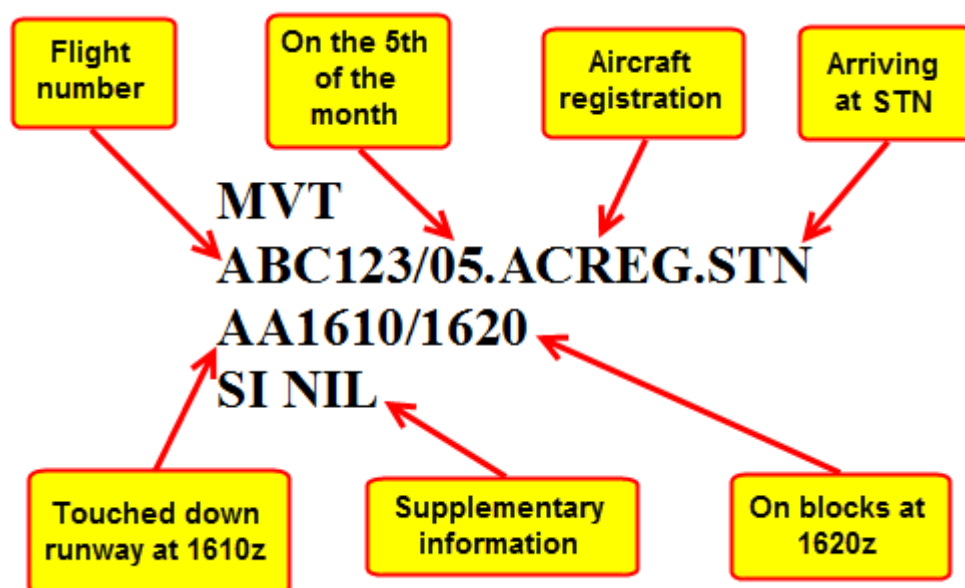 Flight
number
On the 5th
of the
month
Aircraft
registration
Arriving
at STN
MVT
ABC123/05.ACREG.STN
AA1610/1620
SI NIL
Touched down
runway at 1610z
Supplementary
information
On blocks at
1620z